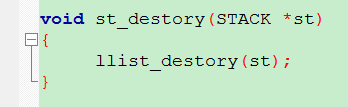 void st_destory(STACK *st)
{
    llist_destory(st);
}